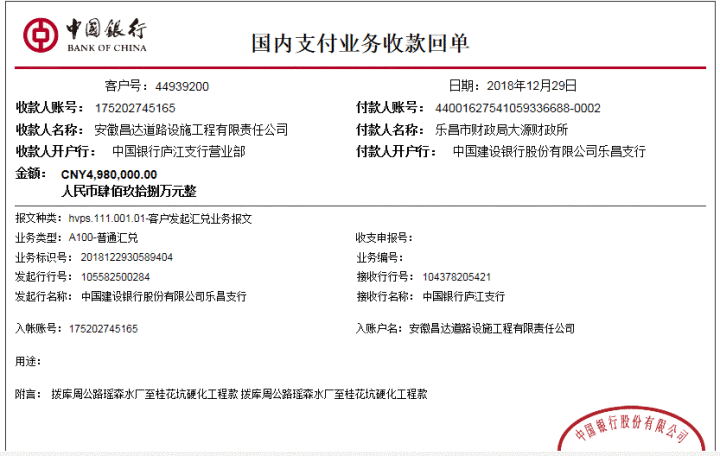 中国银行
BANK OF CHINA
国内支付业务收款回单
客户号：44939200 日期：2018年12月29日
收款人账号：175202745165 付款人账号：44001627541059336688-0002
收款人名称：安徽昌达道路设施工程有限责任公司 付款人名称：乐昌市财政局大源财政所
收款人开户行：中国银行庐江支行营业部 付款人开户行：中国建设银行股份有限公司乐昌支行
金额：CNY4,980,000.00
人民币肆佰玖拾捌万元整
报文种类：hvps.111.001.01-客户发起汇兑业务报文
业务类型：A100-普通汇兑 收支申报号：
业务标识号：2018122930589404 业务编号：
发起行行号：105582500284 接收行行号：104378205421
发起行名称：中国建设银行股份有限公司乐昌支行 接收行名称：中国银行庐江支行
入帐账号：175202745165 入账户名：安徽昌达道路设施工程有限责任公司
用途：
附言：拨库周公路瑶森水厂至桂花坑硬化工程款 拨库周公路瑶森水厂至桂花坑硬化工程款
中国银行股份有限公司